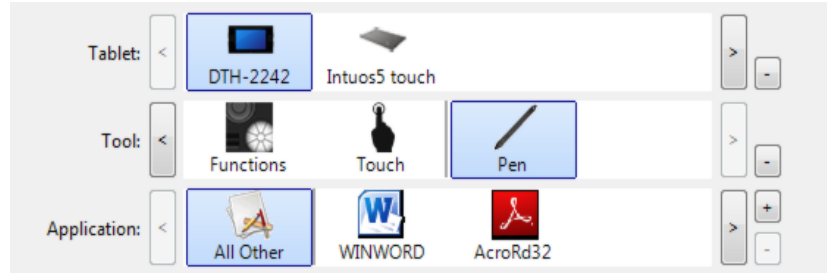 Tablet: < DTH-2242 Intuos5 touch > -
Tool: < Functions Touch Pen > -
Application: < All Other WINWORD AcroRd32 > + -